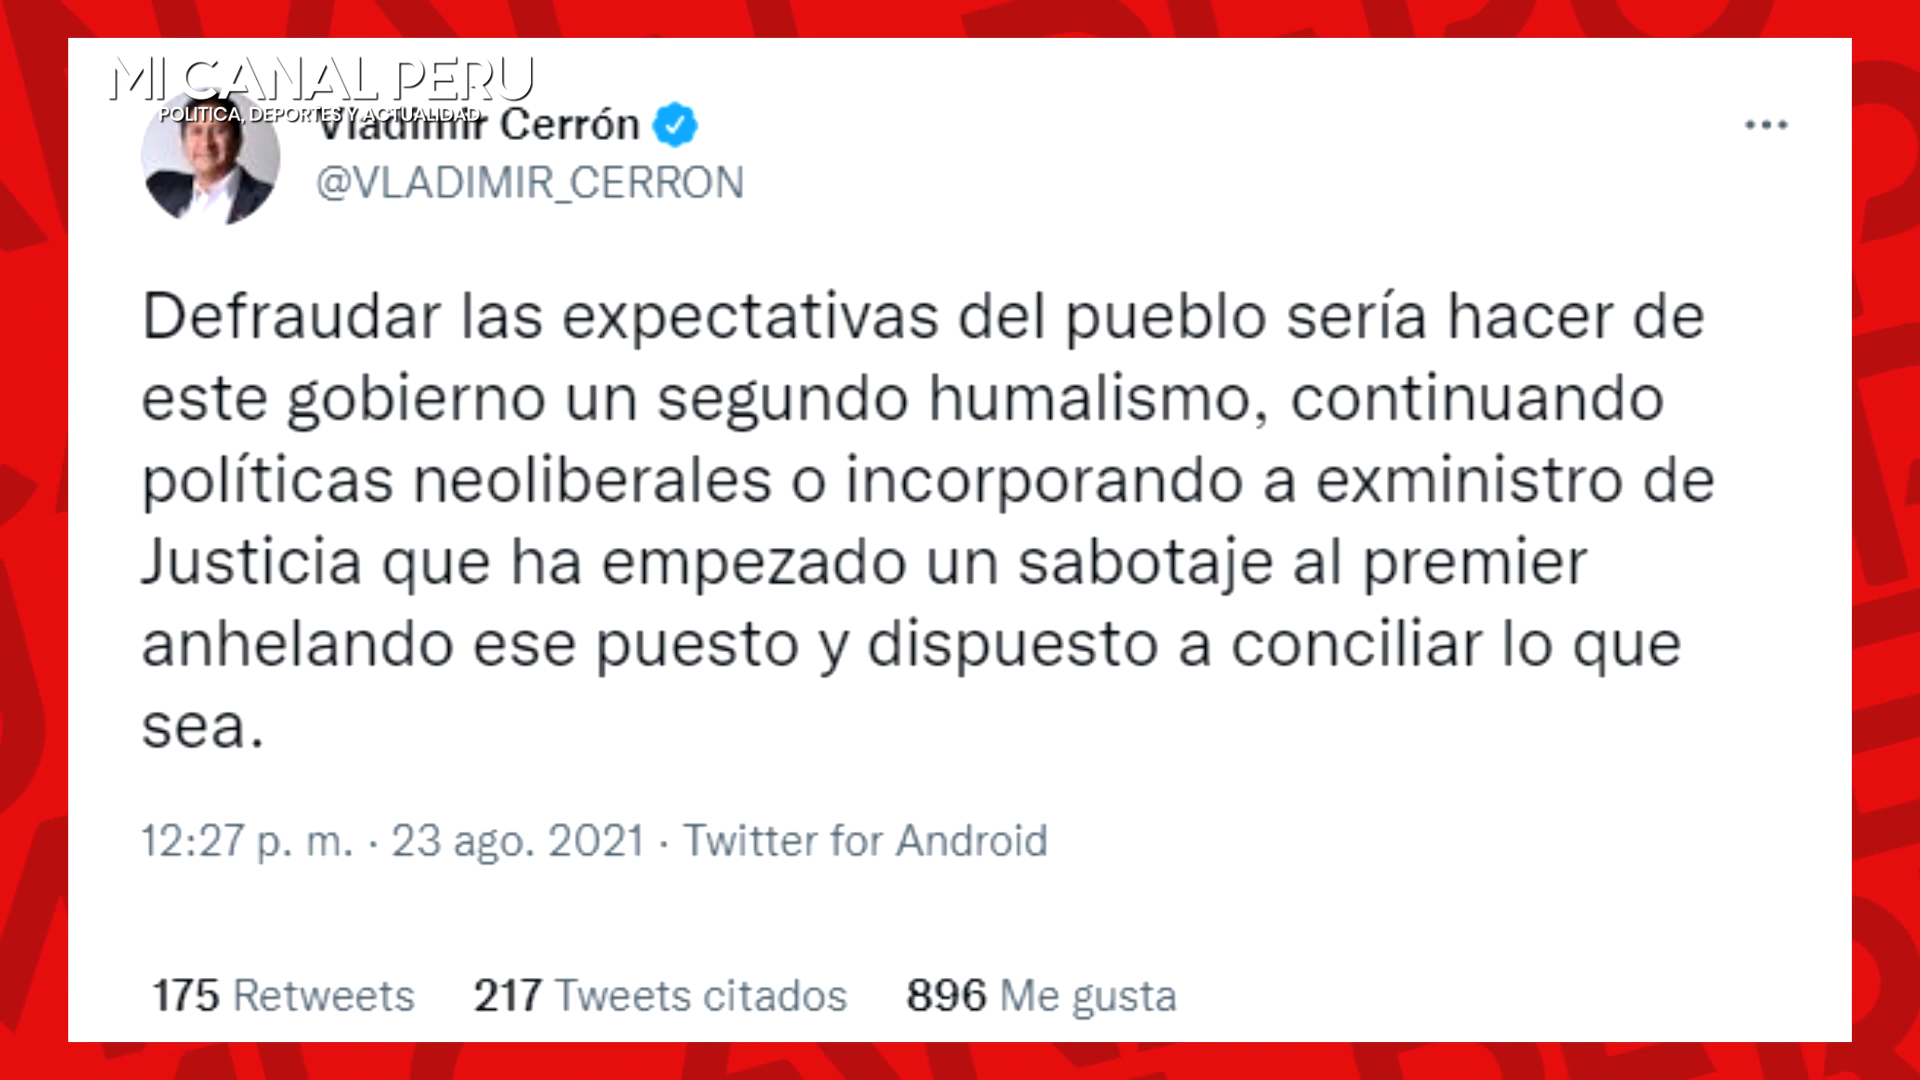 MI CANAL PERU
POLITICA, DEPORTES Y ACTUALIDAD
Vladimir Cerrón
@VLADIMIR_CERRON
Defraudar las expectativas del pueblo sería hacer de
este gobierno un segundo humalismo, continuando
políticas neoliberales o incorporando a exministro de
Justicia que ha empezado un sabotaje al premier
anhelando ese puesto y dispuesto a conciliar lo que
sea.
12:27 p. m. · 23 ago. 2021 · Twitter for Android
175 Retweets 217 Tweets citados 896 Me gusta